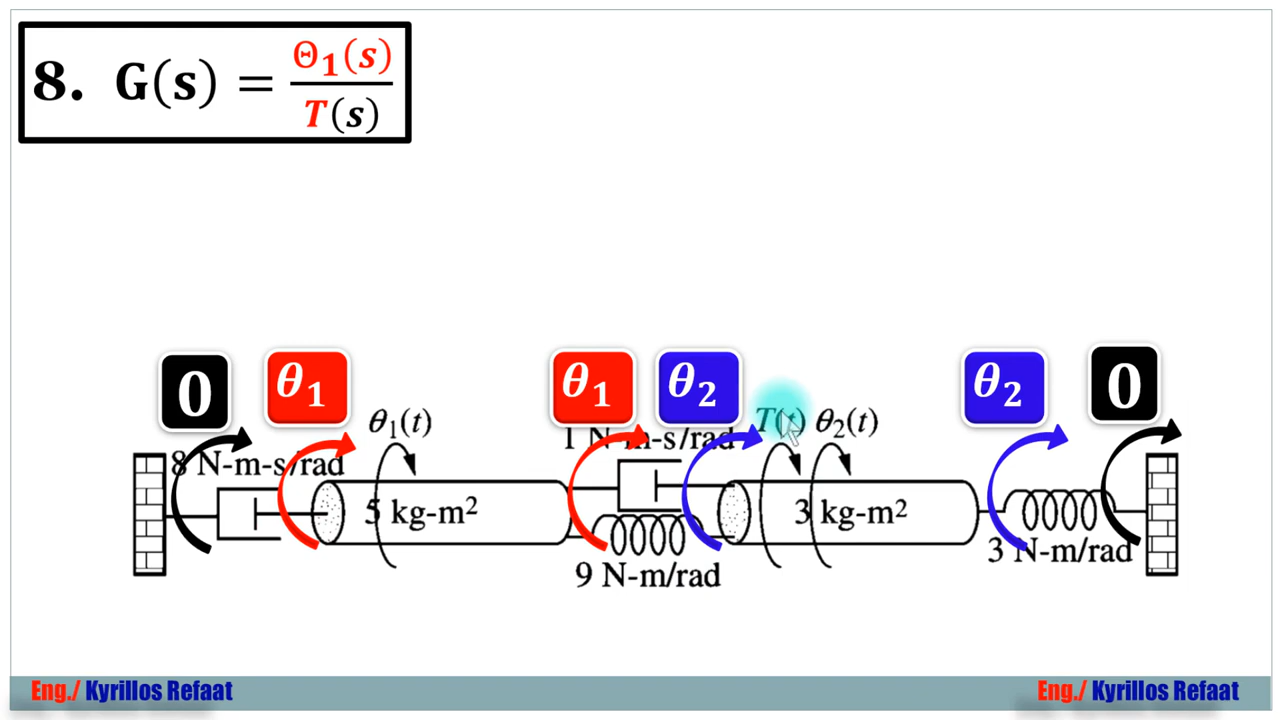 8. G(s) = Θ₁(s) / T(s)
0 θ₁ θ₁ θ₂ θ₂ 0
θ₁(t) T(t) θ₂(t)
1 N-m-s/rad
8 N-m-s/rad
5 kg-m² 3 kg-m²
3 N-m/rad
9 N-m/rad
Eng./ Kyrillos Refaat Eng./ Kyrillos Refaat